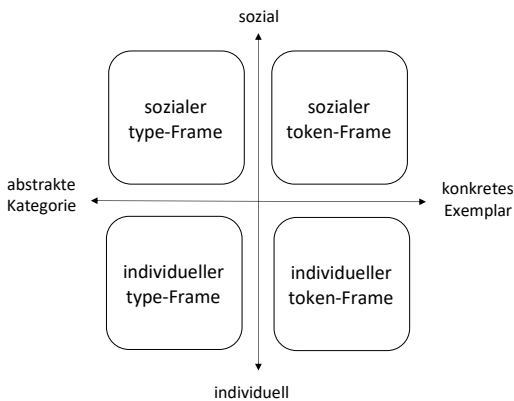 sozial
sozialer
type-Frame
sozialer
token-Frame
abstrakte
Kategorie
konkretes
Exemplar
individueller
type-Frame
individueller
token-Frame
individuell